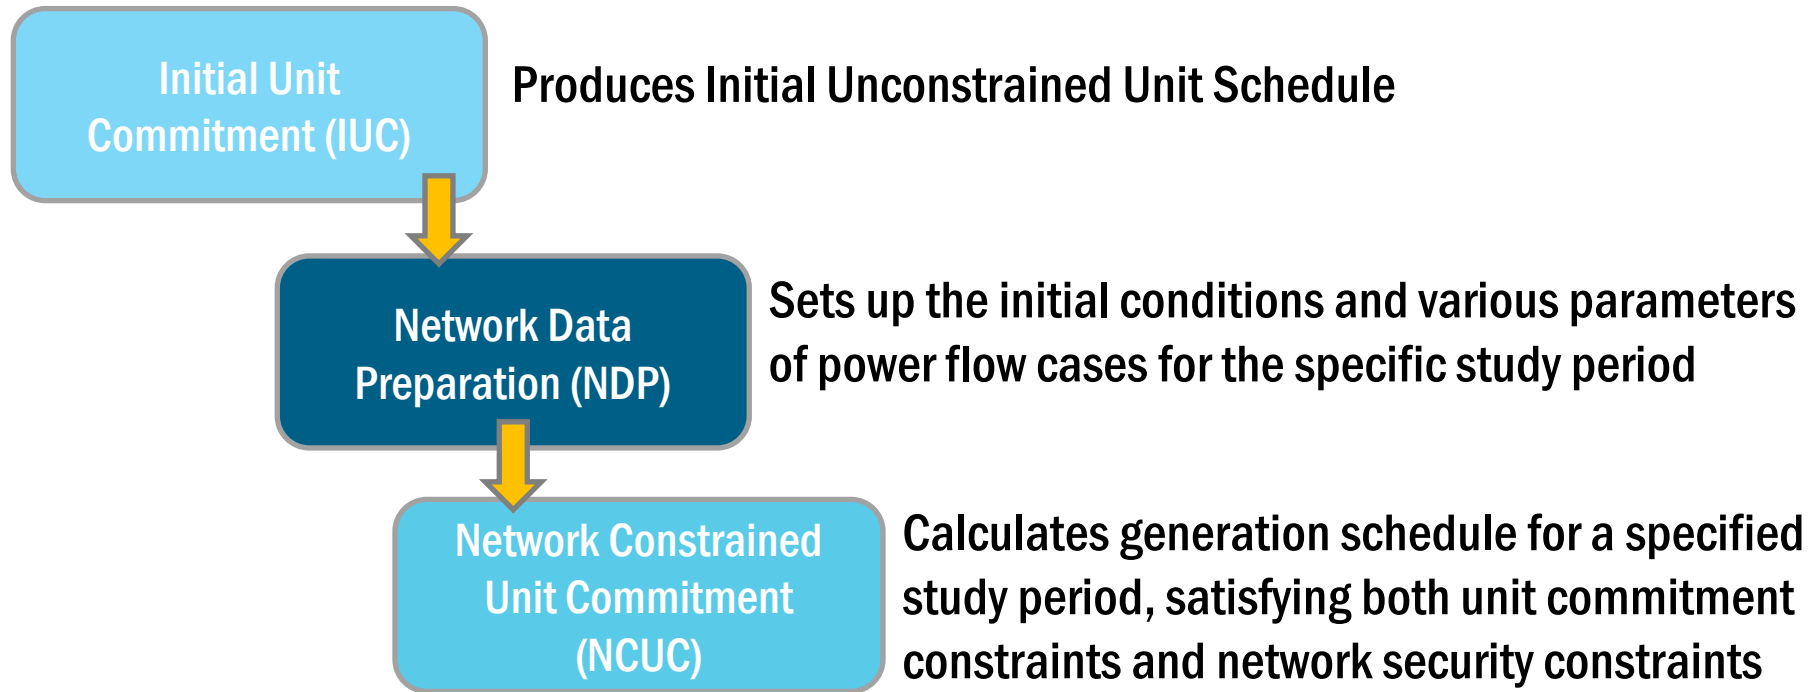 Initial Unit
Commitment (IUC)
Produces Initial Unconstrained Unit Schedule
Network Data
Preparation (NDP)
Sets up the initial conditions and various parameters
of power flow cases for the specific study period
Network Constrained
Unit Commitment
(NCUC)
Calculates generation schedule for a specified
study period, satisfying both unit commitment
constraints and network security constraints